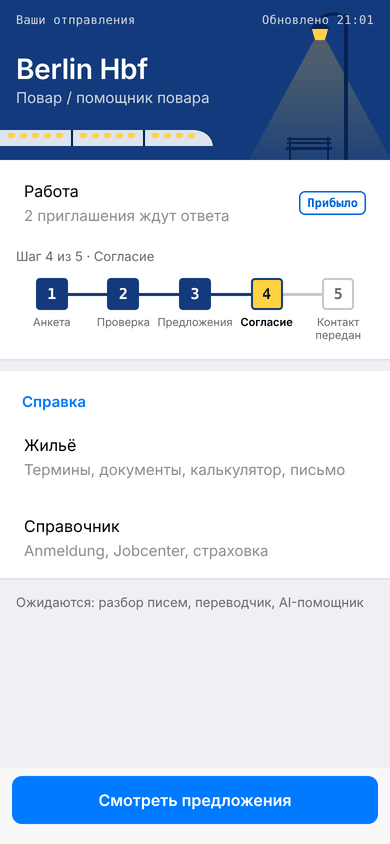 Ваши отправления
Обновлено 21:01
Berlin Hbf
Повар / помощник повара
Работа
2 приглашения ждут ответа
Прибыло
Шаг 4 из 5 · Согласие
1
2
3
4
5
Анкета
Проверка
Предложения
Согласие
Контакт
передан
Справка
Жильё
Термины, документы, калькулятор, письмо
Справочник
Anmeldung, Jobcenter, страховка
Ожидаются: разбор писем, переводчик, AI-помощник
Смотреть предложения